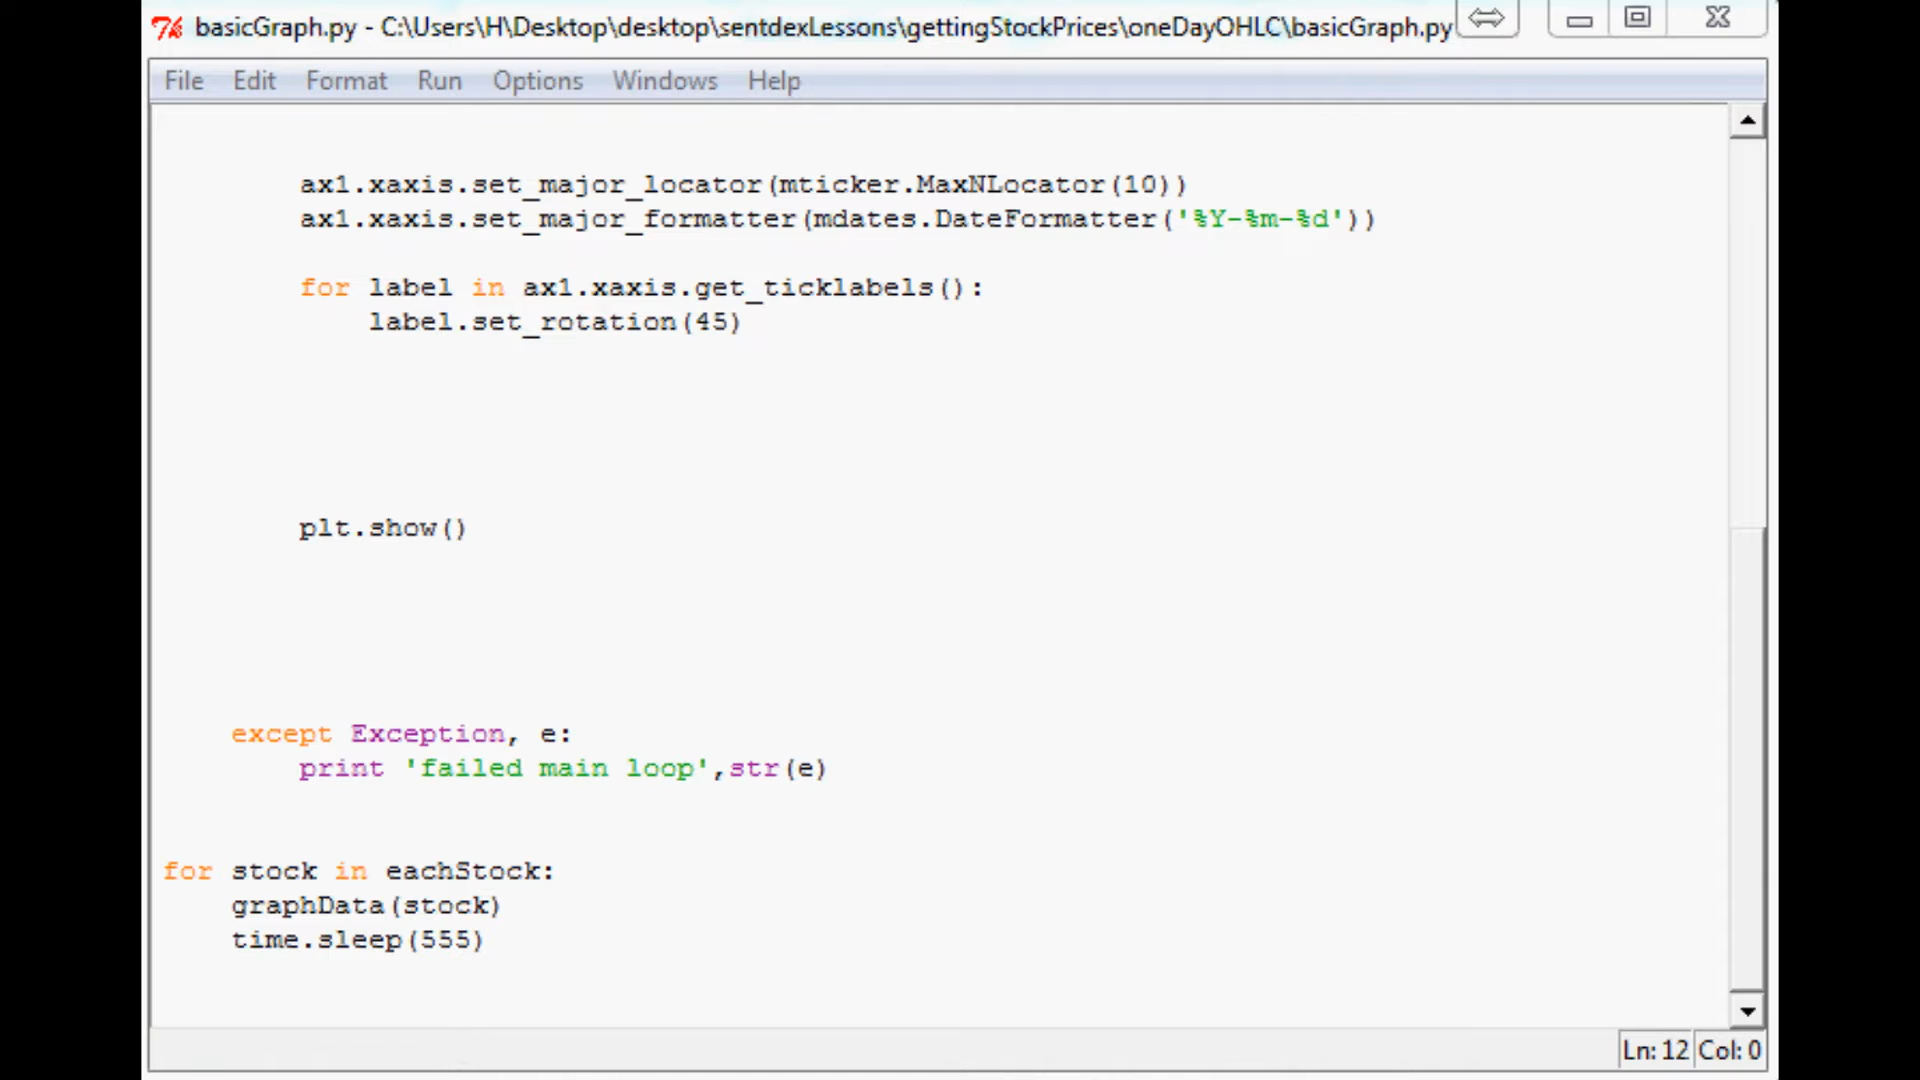 basicGraph.py - C:\Users\H\Desktop\desktop\sentdexLessons\gettingStockPrices\oneDayOHLC\basicGraph.py
File Edit Format Run Options Windows Help
ax1.xaxis.set_major_locator(mticker.MaxNLocator(10))
ax1.xaxis.set_major_formatter(mdates.DateFormatter('%Y-%m-%d'))
for label in ax1.xaxis.get_ticklabels():
label.set_rotation(45)
plt.show()
except Exception, e:
print 'failed main loop',str(e)
for stock in eachStock:
graphData(stock)
time.sleep(555)
Ln: 12 Col: 0